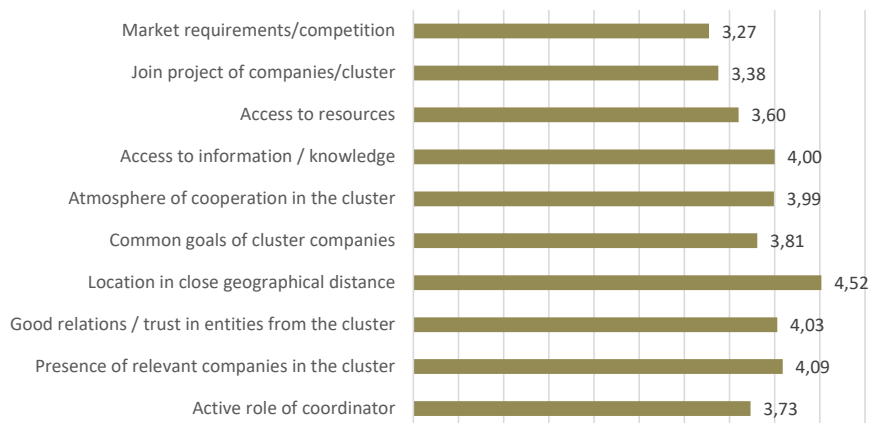 Market requirements/competition 3,27
Join project of companies/cluster 3,38
Access to resources 3,60
Access to information / knowledge 4,00
Atmosphere of cooperation in the cluster 3,99
Common goals of cluster companies 3,81
Location in close geographical distance 4,52
Good relations / trust in entities from the cluster 4,03
Presence of relevant companies in the cluster 4,09
Active role of coordinator 3,73